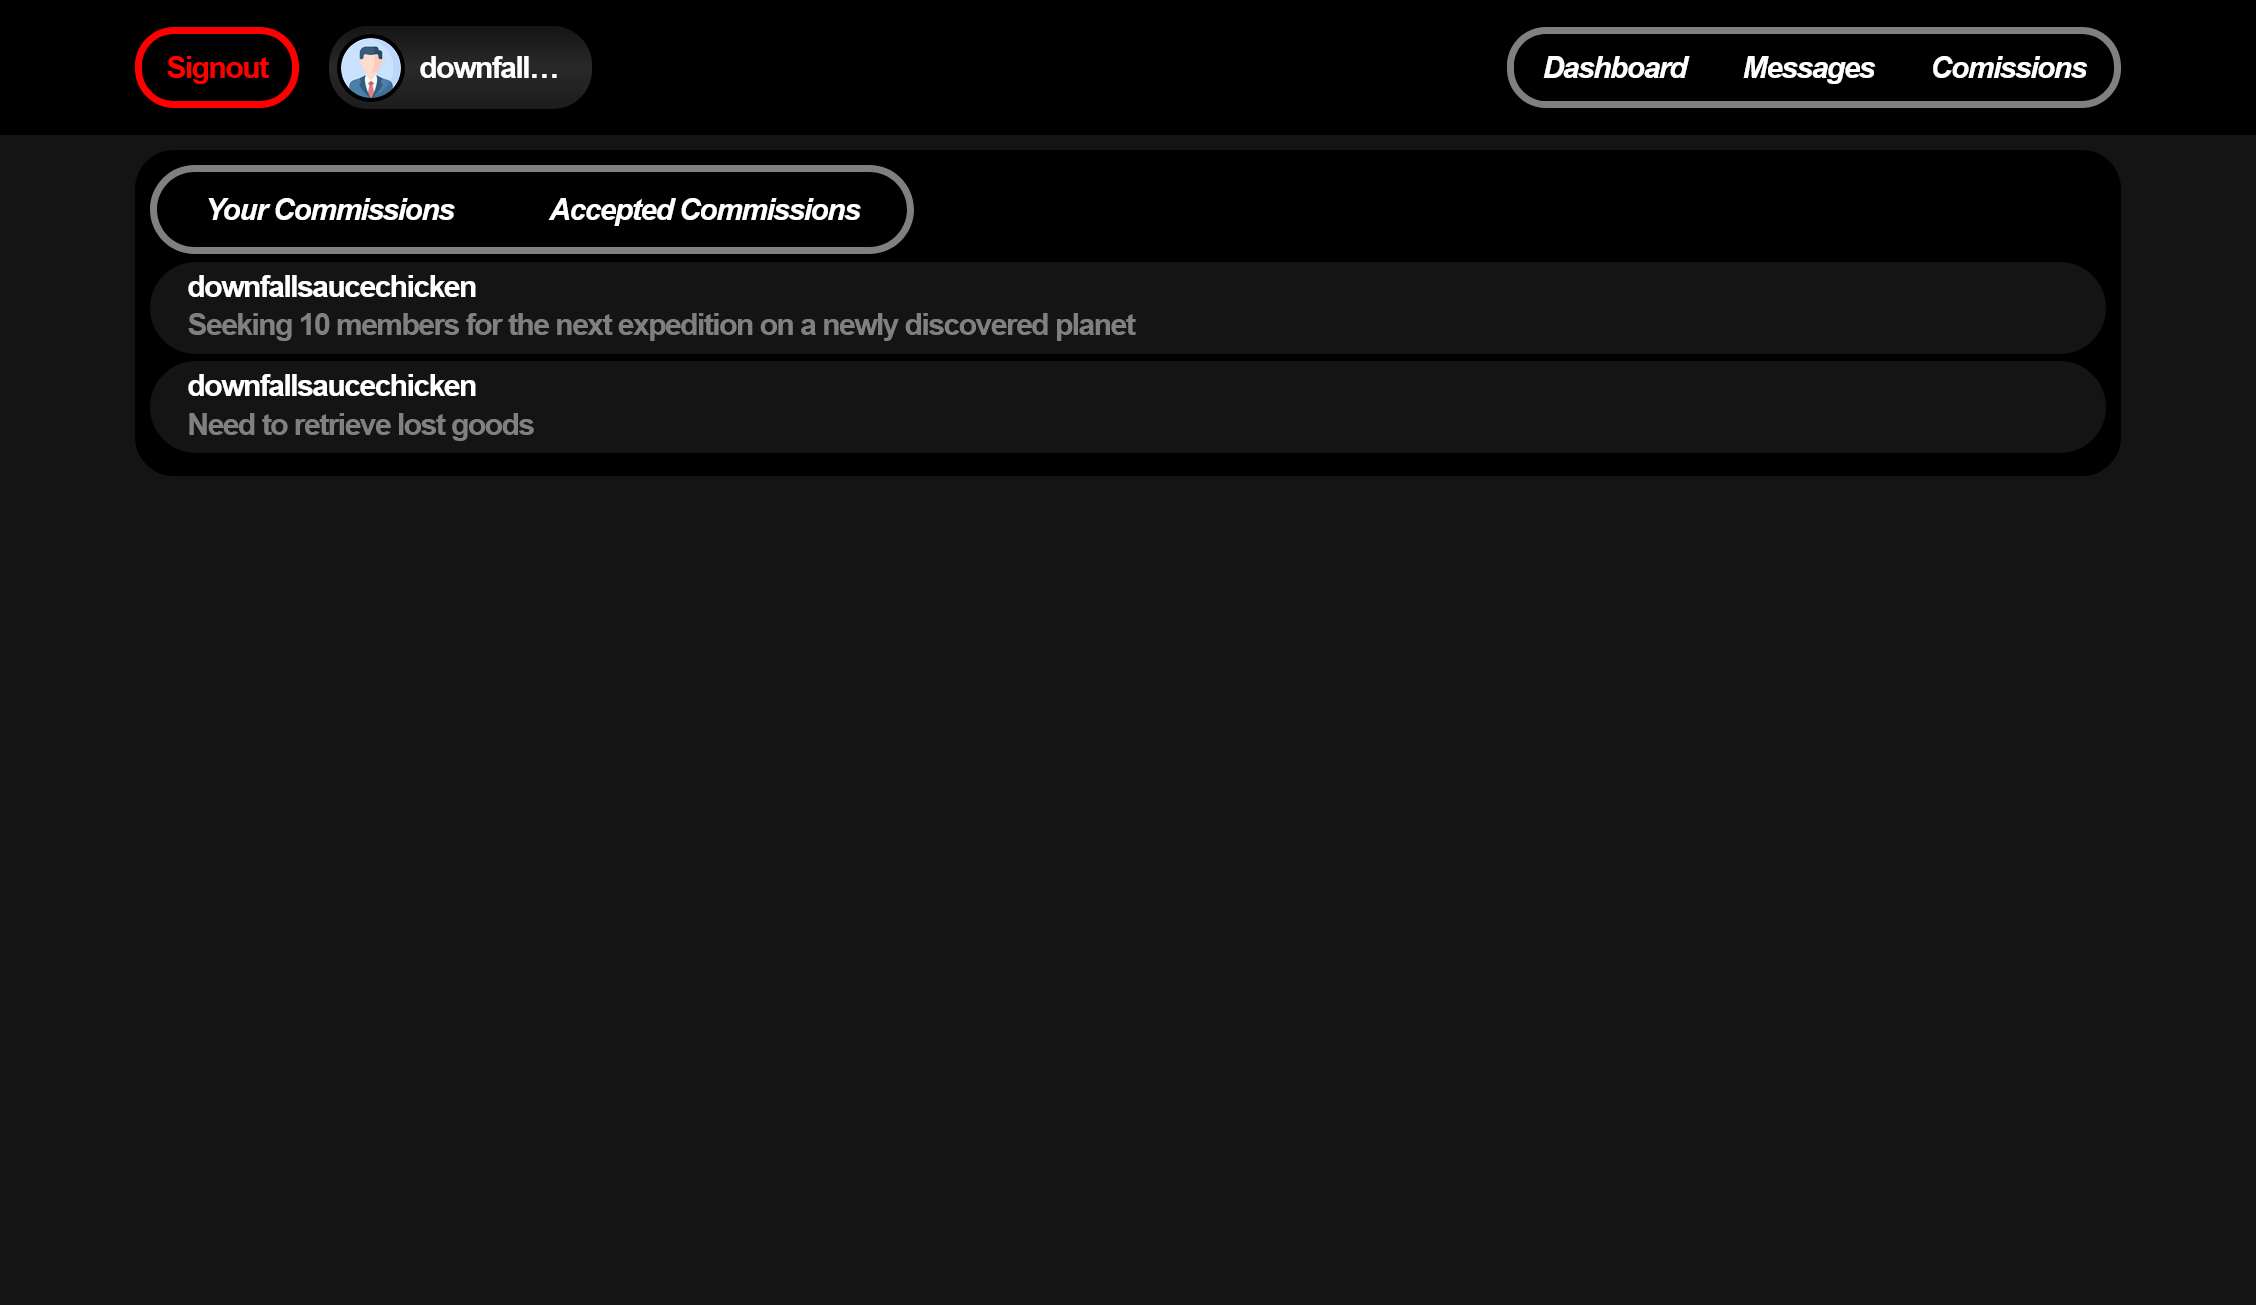 Signout
downfall...
Dashboard Messages Comissions
Your Commissions Accepted Commissions
downfallsaucechicken
Seeking 10 members for the next expedition on a newly discovered planet
downfallsaucechicken
Need to retrieve lost goods